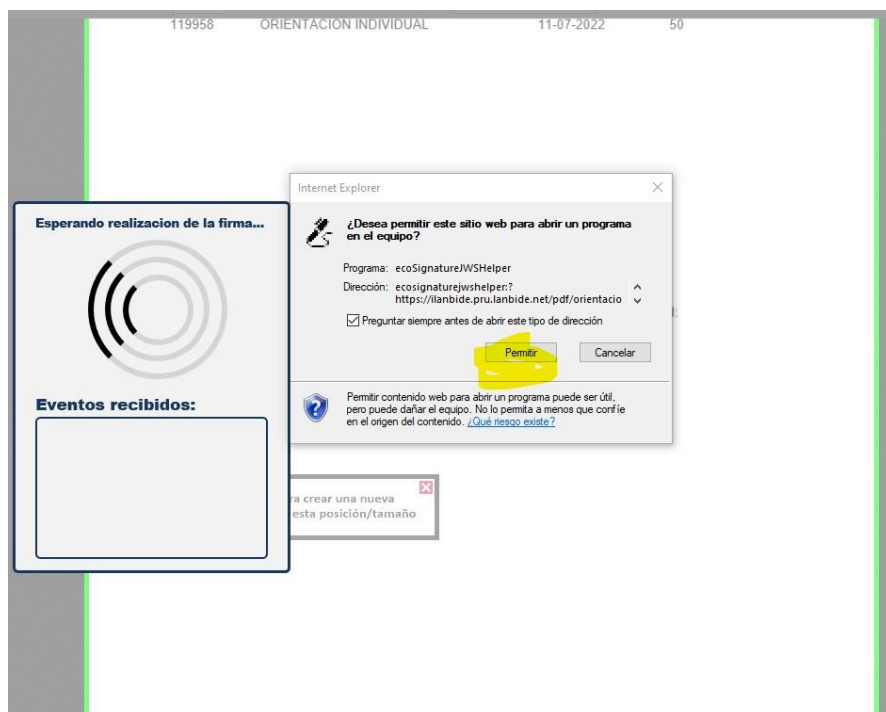 119958 ORIENTACION INDIVIDUAL 11-07-2022 50
Internet Explorer
Esperando realizacion de la firma...
¿Desea permitir este sitio web para abrir un programa
en el equipo?
Programa: ecoSignatureJWSHelper
Dirección: ecosignaturejwshelper:?
https://ilanbide.pru.lanbide.net/pdf/orientacio
Preguntar siempre antes de abrir este tipo de dirección
Permitir Cancelar
Eventos recibidos:
Permitir contenido web para abrir un programa puede ser útil,
pero puede dañar el equipo. No lo permita a menos que confíe
en el origen del contenido. ¿Qué riesgo existe?
crear una nueva
esta posición/tamaño